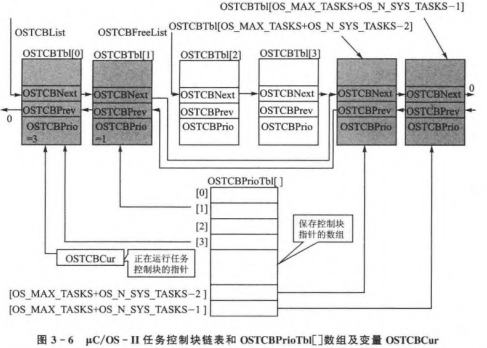 OSTCBTbl[OS_MAX_TASKS+OS_N_SYS_TASKS-1]
OSTCBList OSTCBFreeList OSTCBTbl[OS_MAX_TASKS+OS_N_SYS_TASKS-2]
OSTCBTbl[0] OSTCBTbl[1] OSTCBTbl[2] OSTCBTbl[3]
OSTCBNext OSTCBNext OSTCBNext OSTCBNext OSTCBNext OSTCBNext 0
0 OSTCBPrev OSTCBPrev OSTCBPrev OSTCBPrev OSTCBPrev OSTCBPrev
OSTCBPrio =3 OSTCBPrio =1 OSTCBPrio OSTCBPrio OSTCBPrio OSTCBPrio
OSTCBPrioTbl[ ]
[0]
[1]
[2]
[3]
保存控制块
指针的数组
OSTCBCur
正在运行任务
控制块的指针
[OS_MAX_TASKS+OS_N_SYS_TASKS-2 ]
[OS_MAX_TASKS+OS_N_SYS_TASKS-1 ]
图 3-6 μC/OS-II 任务控制块链表和 OSTCBPrioTbl[]数组及变量 OSTCBCur